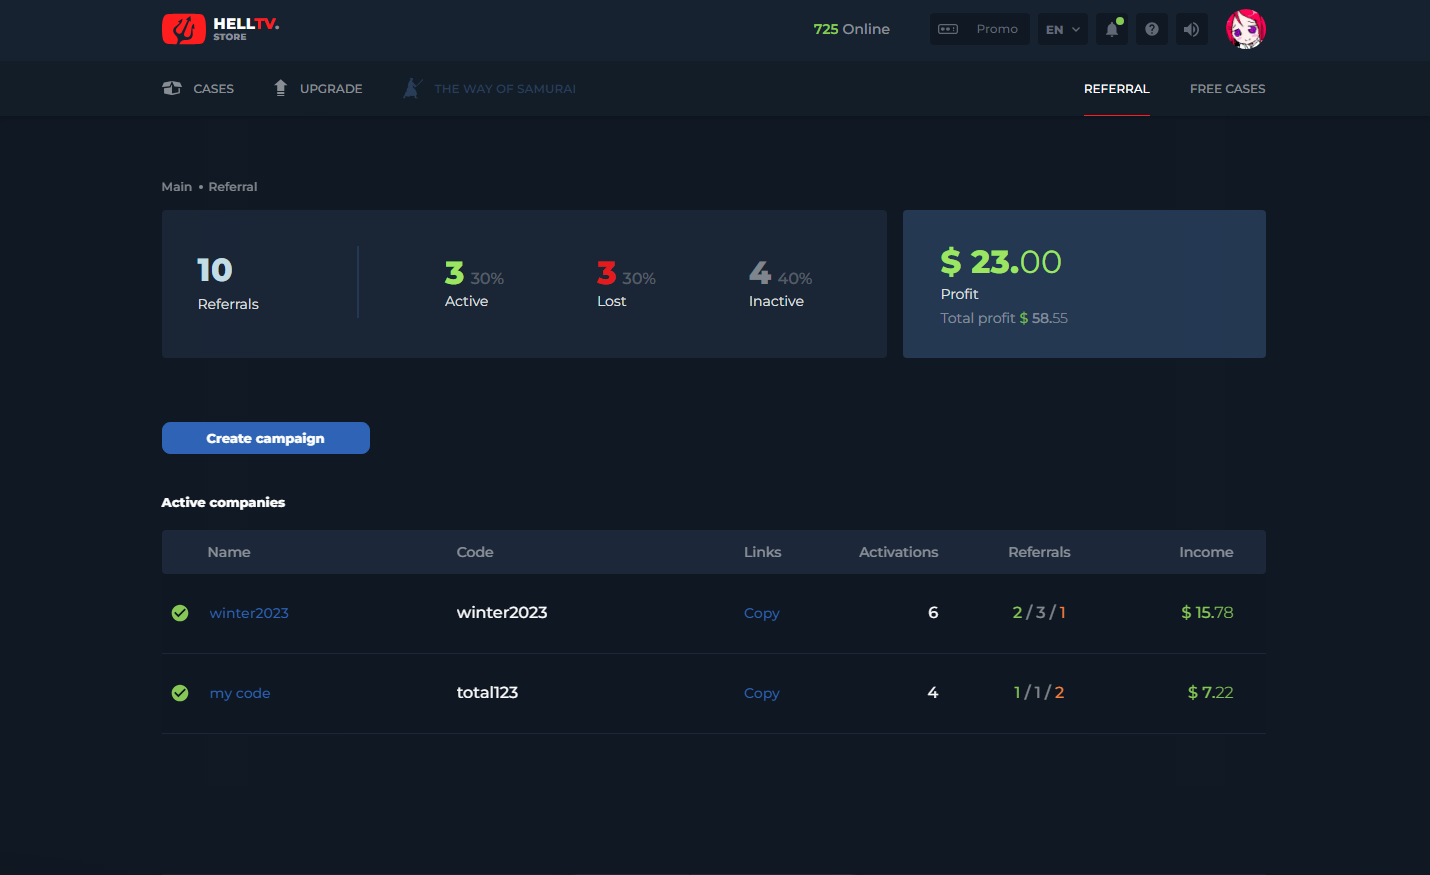 HELLTV.
STORE
725 Online
Promo
EN
CASES
UPGRADE
THE WAY OF SAMURAI
REFERRAL
FREE CASES
Main • Referral
10
Referrals
3 30%
Active
3 30%
Lost
4 40%
Inactive
$ 23.00
Profit
Total profit $ 58.55
Create campaign
Active companies
Name Code Links Activations Referrals Income
winter2023 winter2023 Copy 6 2 / 3 / 1 $ 15.78
my code total123 Copy 4 1 / 1 / 2 $ 7.22